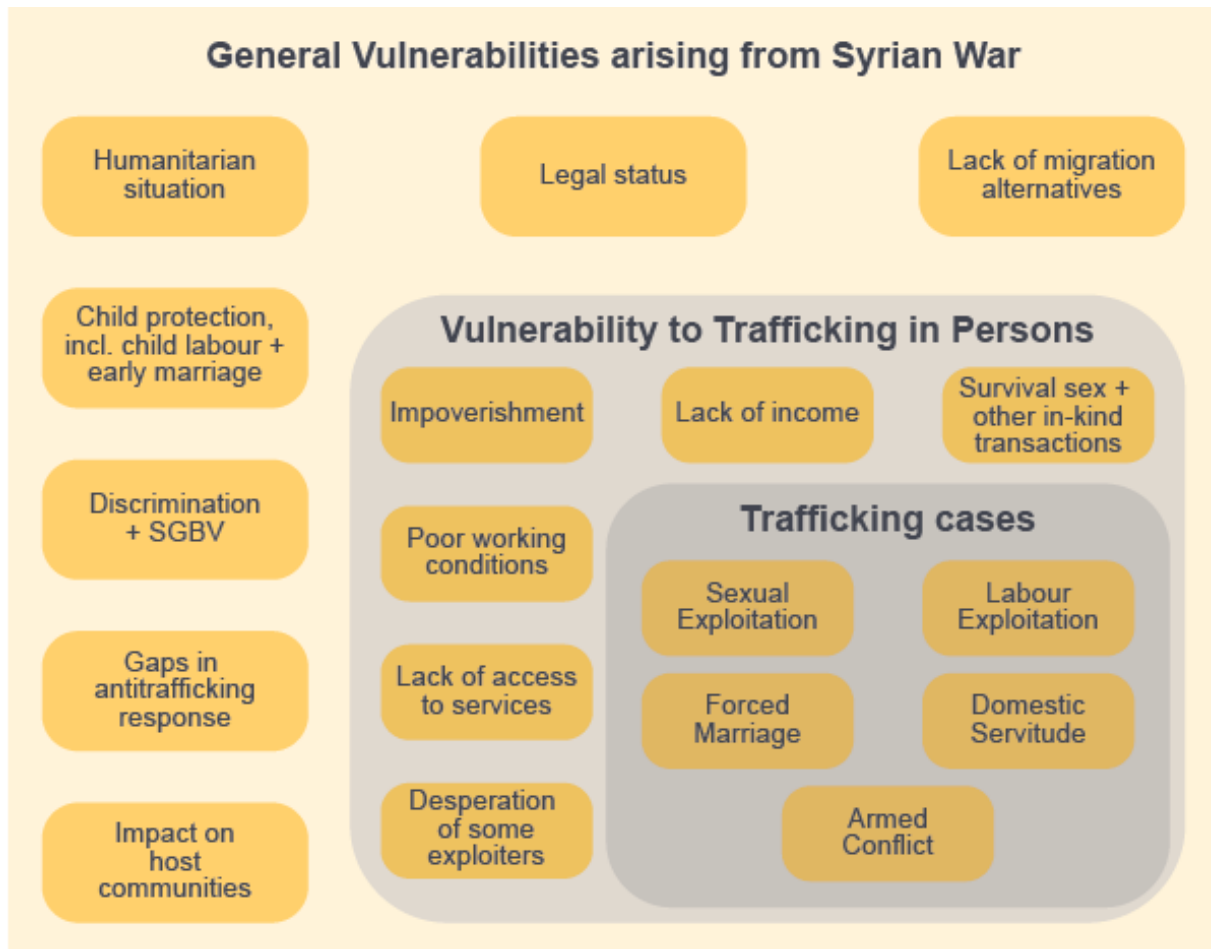 General Vulnerabilities arising from Syrian War
Humanitarian
situation
Legal status
Lack of migration
alternatives
Child protection,
incl. child labour +
early marriage
Discrimination
+ SGBV
Gaps in
antitrafficking
response
Impact on
host
communities
Vulnerability to Trafficking in Persons
Impoverishment
Lack of income
Survival sex +
other in-kind
transactions
Poor working
conditions
Lack of access
to services
Desperation
of some
exploiters
Trafficking cases
Sexual
Exploitation
Labour
Exploitation
Forced
Marriage
Domestic
Servitude
Armed
Conflict